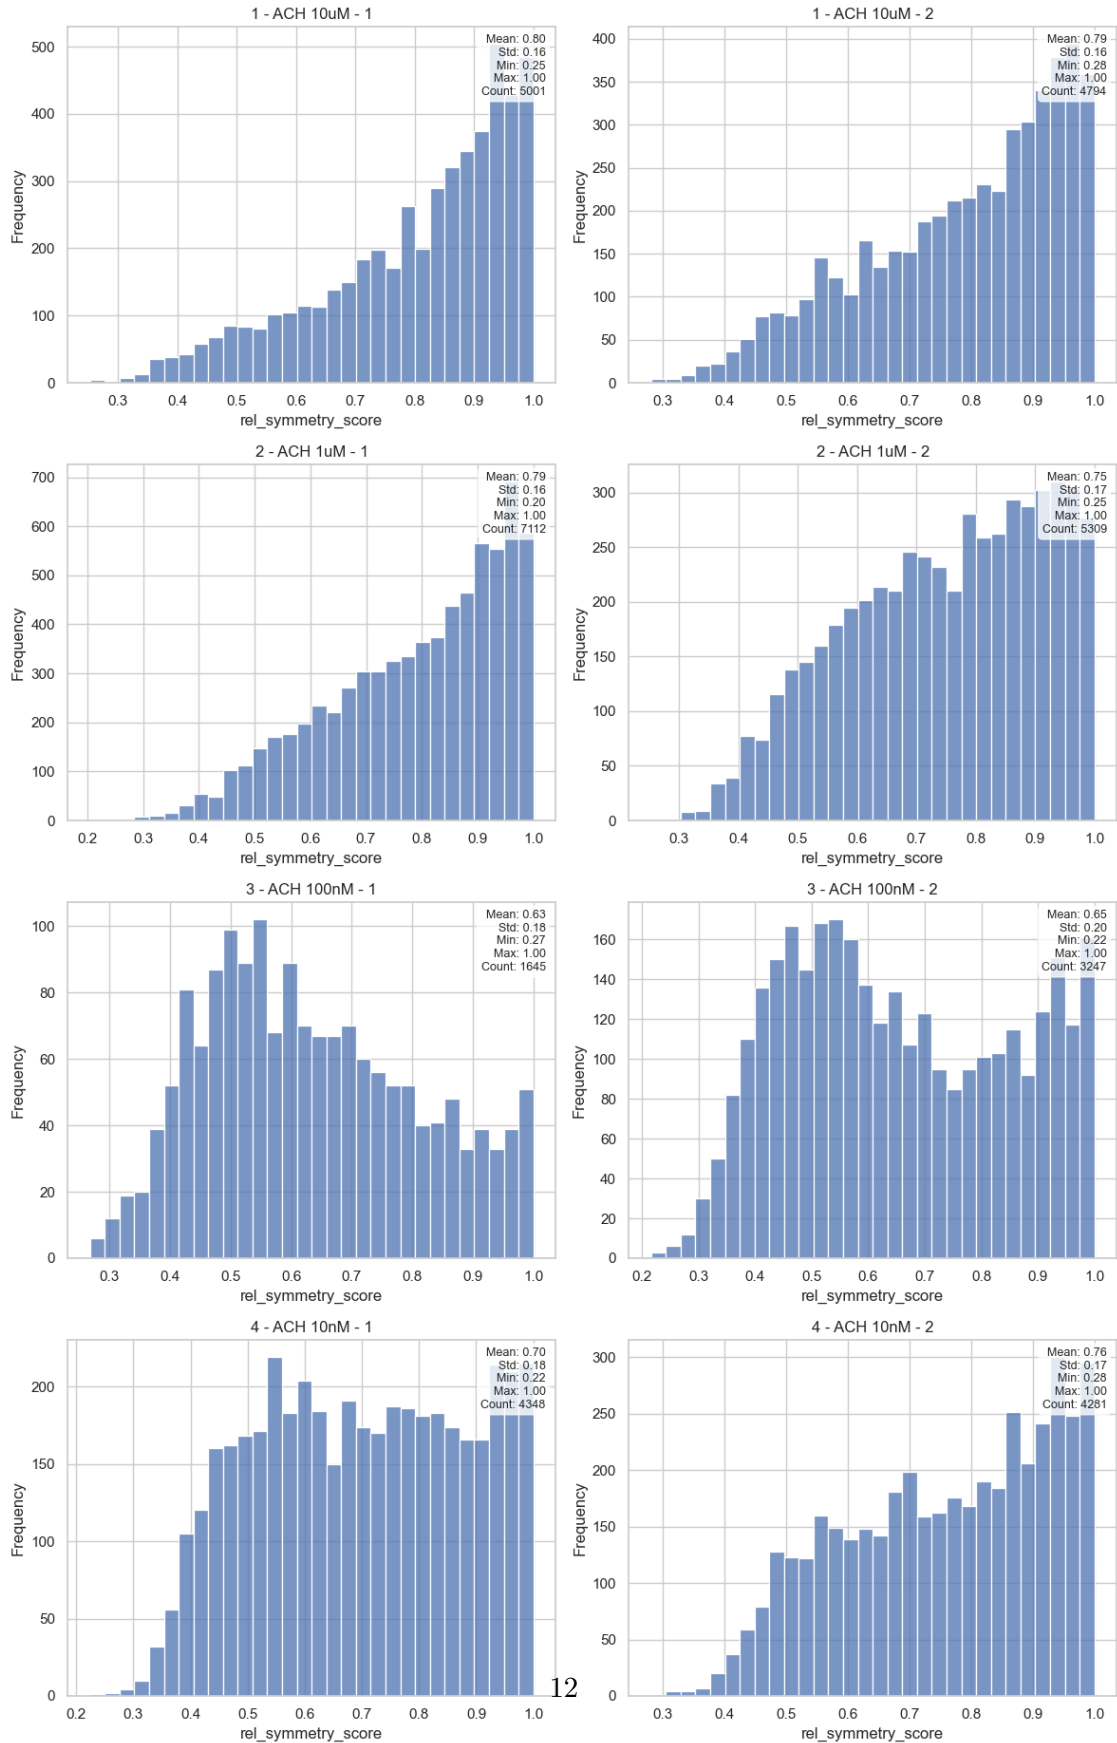 1 - ACH 10uM - 1
Mean: 0.80
Std: 0.16
Min: 0.25
Max: 1.00
Count: 5001
500
400
300
200
100
0
Frequency
0.3 0.4 0.5 0.6 0.7 0.8 0.9 1.0
rel_symmetry_score
1 - ACH 10uM - 2
Mean: 0.79
Std: 0.16
Min: 0.28
Max: 1.00
Count: 4794
400
350
300
250
200
150
100
50
0
Frequency
0.3 0.4 0.5 0.6 0.7 0.8 0.9 1.0
rel_symmetry_score
2 - ACH 1uM - 1
Mean: 0.79
Std: 0.16
Min: 0.20
Max: 1.00
Count: 7112
700
600
500
400
300
200
100
0
Frequency
0.2 0.3 0.4 0.5 0.6 0.7 0.8 0.9 1.0
rel_symmetry_score
2 - ACH 1uM - 2
Mean: 0.75
Std: 0.17
Min: 0.25
Max: 1.00
Count: 5309
300
250
200
150
100
50
0
Frequency
0.3 0.4 0.5 0.6 0.7 0.8 0.9 1.0
rel_symmetry_score
3 - ACH 100nM - 1
Mean: 0.63
Std: 0.18
Min: 0.27
Max: 1.00
Count: 1645
100
80
60
40
20
0
Frequency
0.3 0.4 0.5 0.6 0.7 0.8 0.9 1.0
rel_symmetry_score
3 - ACH 100nM - 2
Mean: 0.65
Std: 0.20
Min: 0.22
Max: 1.00
Count: 3247
160
140
120
100
80
60
40
20
0
Frequency
0.2 0.3 0.4 0.5 0.6 0.7 0.8 0.9 1.0
rel_symmetry_score
4 - ACH 10nM - 1
Mean: 0.70
Std: 0.18
Min: 0.22
Max: 1.00
Count: 4348
200
150
100
50
0
Frequency
0.2 0.3 0.4 0.5 0.6 0.7 0.8 0.9 1.0
rel_symmetry_score
4 - ACH 10nM - 2
Mean: 0.76
Std: 0.17
Min: 0.28
Max: 1.00
Count: 4281
300
250
200
150
100
50
0
Frequency
0.3 0.4 0.5 0.6 0.7 0.8 0.9 1.0
rel_symmetry_score
12